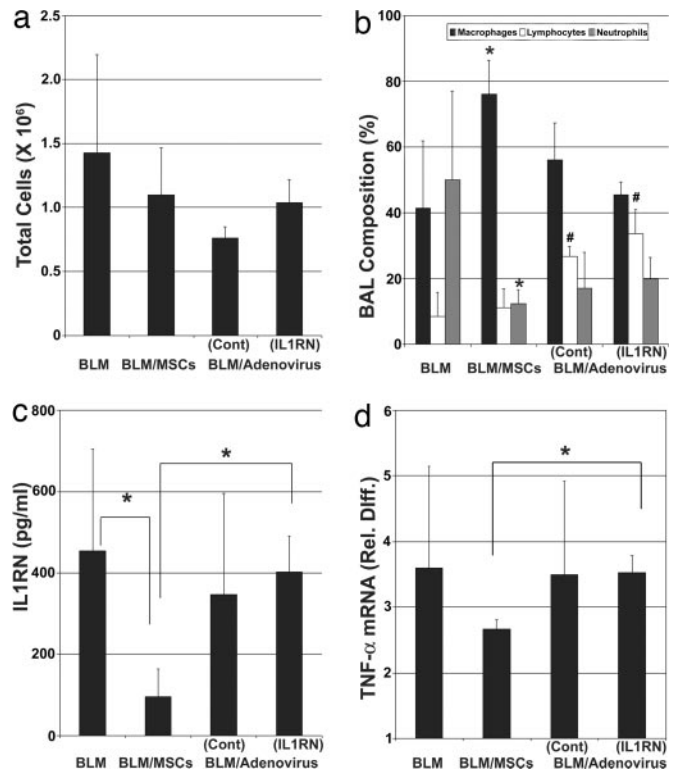 a
Total Cells (X 10⁶)
2.5
2.0
1.5
1.0
0.5
0
BLM
BLM/MSCs
(Cont)
(IL1RN)
BLM/Adenovirus
b
Macrophages Lymphocytes Neutrophils
BAL Composition (%)
100
80
60
40
20
0
*
*
#
#
BLM
BLM/MSCs
(Cont)
(IL1RN)
BLM/Adenovirus
c
IL1RN (pg/ml)
800
600
400
200
0
*
*
BLM
BLM/MSCs
(Cont)
(IL1RN)
BLM/Adenovirus
d
TNF-α mRNA (Rel. Diff.)
6
5
4
3
2
1
*
BLM
BLM/MSCs
(Cont)
(IL1RN)
BLM/Adenovirus